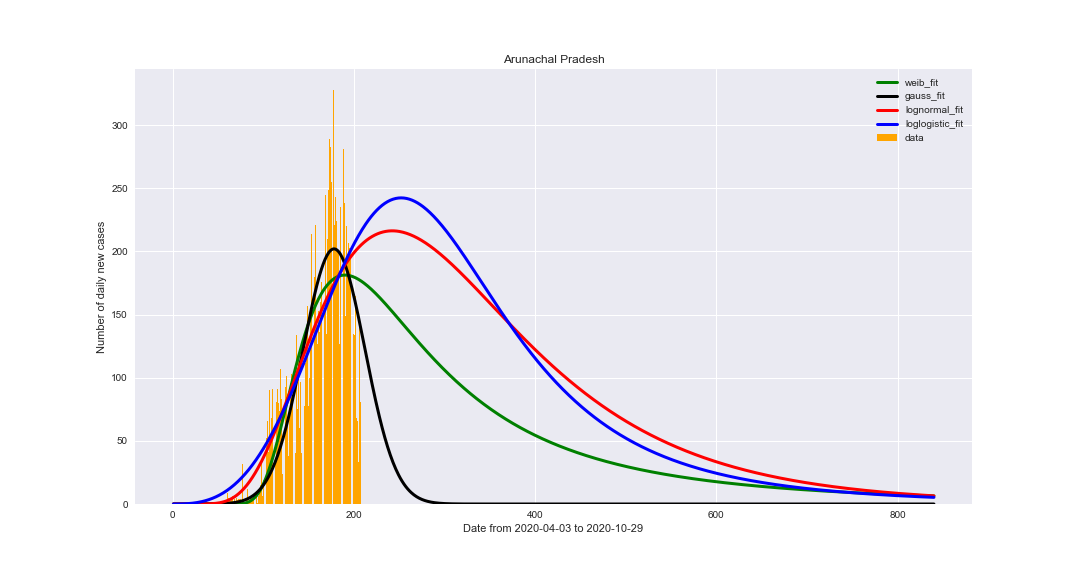 Arunachal Pradesh
weib_fit
gauss_fit
lognormal_fit
loglogistic_fit
data
Number of daily new cases
300
250
200
150
100
50
0
0 200 400 600 800
Date from 2020-04-03 to 2020-10-29